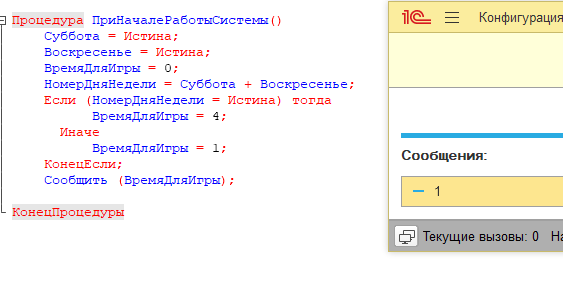 Процедура ПриНачалеРаботыСистемы()
Суббота = Истина;
Воскресенье = Истина;
ВремяДляИгры = 0;
НомерДняНедели = Суббота + Воскресенье;
Если (НомерДняНедели = Истина) тогда
ВремяДляИгры = 4;
Иначе
ВремяДляИгры = 1;
КонецЕсли;
Сообщить (ВремяДляИгры);
КонецПроцедуры
1С Конфигурация
Сообщения:
1
Текущие вызовы: 0 На